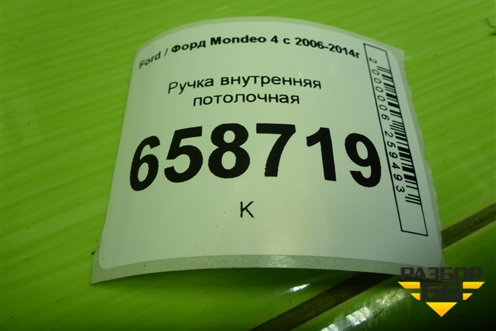 Ford / Форд Mondeo 4 с 2006-2014г
Ручка внутренняя
потолочная
658719
К
2000006259493
РАЗБОР